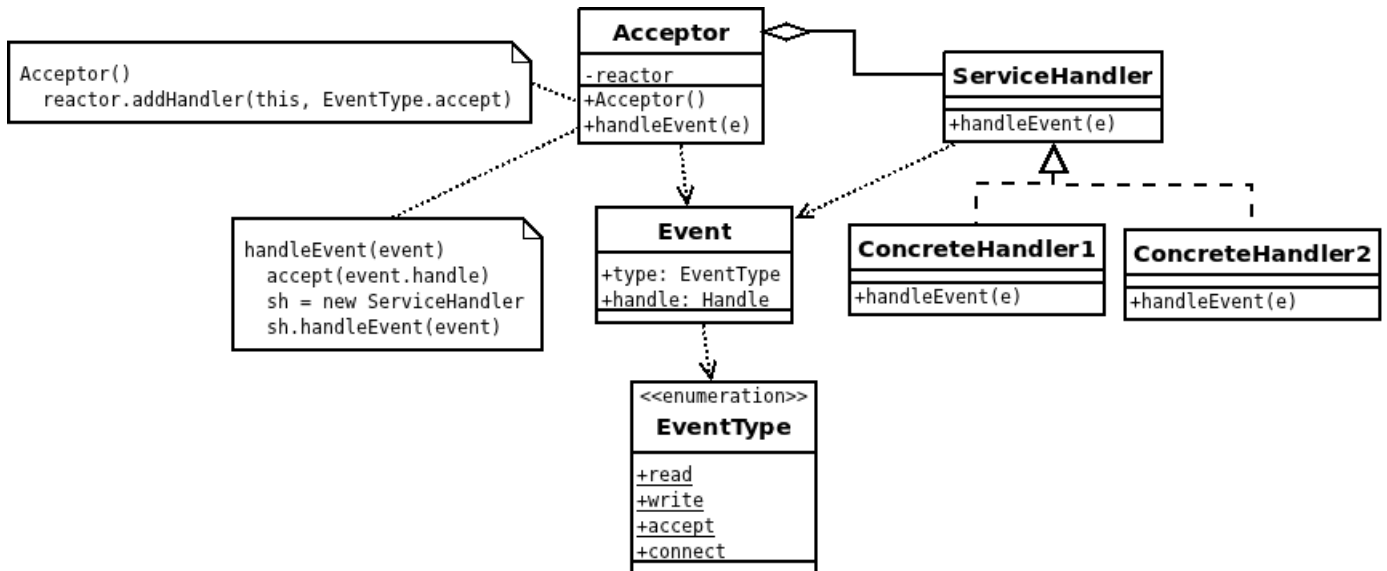 Acceptor
-reactor
+Acceptor()
+handleEvent(e)
Acceptor()
reactor.addHandler(this, EventType.accept)
ServiceHandler
+handleEvent(e)
handleEvent(event)
accept(event.handle)
sh = new ServiceHandler
sh.handleEvent(event)
Event
+type: EventType
+handle: Handle
ConcreteHandler1
+handleEvent(e)
ConcreteHandler2
+handleEvent(e)
<<enumeration>>
EventType
+read
+write
+accept
+connect